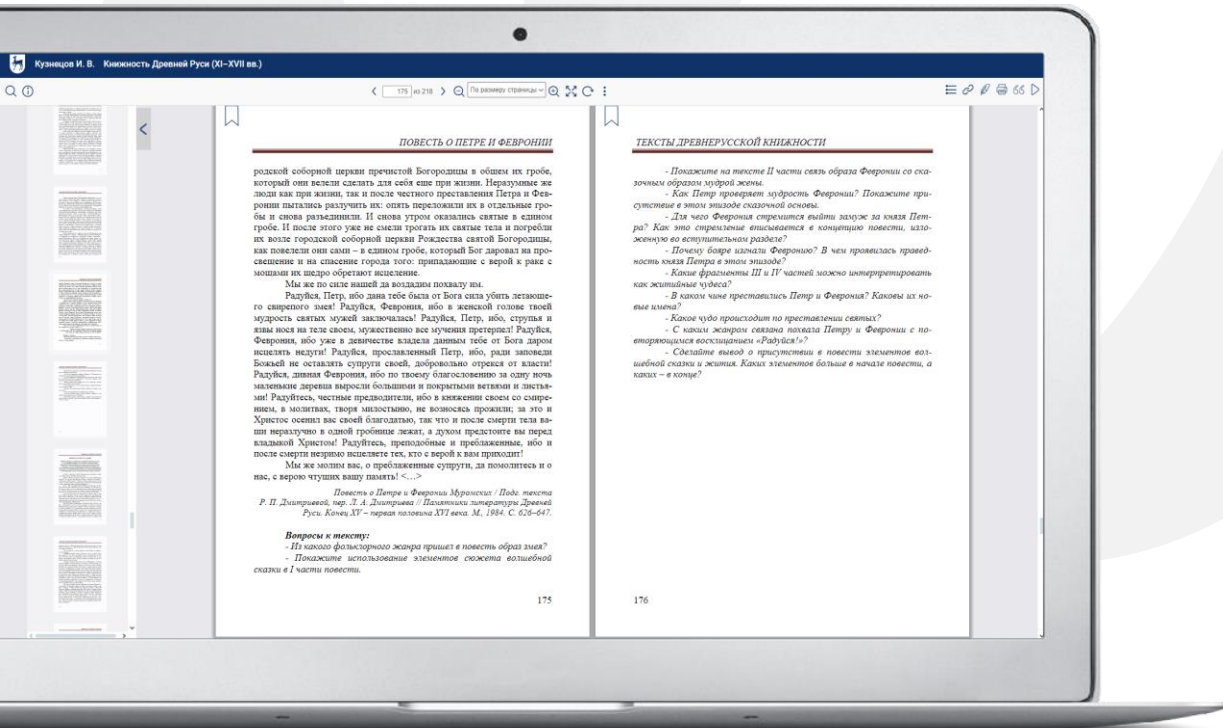 Кузнецов И. В. Книжность Древней Руси (XI–XVII вв.)
175 из 218
По размеру страницы
ПОВЕСТЬ О ПЕТРЕ И ФЕВРОНИИ
родской соборной церкви пречистой Богородицы в общем их гробе,
который они велели сделать для себя еще при жизни. Неразумные же
люди как при жизни, так и после честного преставления Петра и Фев-
ронии пытались разлучить их: опять переложили их в отдельные гро-
бы и снова разъединили. И снова утром оказались святые в едином
гробе. И после этого уже не смели трогать их святые тела и погребли
их возле городской соборной церкви Рождества святой Богородицы,
как повелели они сами – в едином гробе, который Бог даровал на про-
свещение и на спасение города того: припадающие с верой к раке с
мощами их щедро обретают исцеление.
Мы же по силе нашей да воздадим похвалу им.
Радуйся, Петр, ибо дана тебе была от Бога сила убить летающе-
го свирепого змея! Радуйся, Феврония, ибо в женской голове твоей
мудрость святых мужей заключалась! Радуйся, Петр, ибо, струпья и
язвы нося на теле своем, мужественно все мучения претерпел! Радуйся,
Феврония, ибо уже в девичестве владела данным тебе от Бога даром
исцелять недуги! Радуйся, прославленный Петр, ибо, ради заповеди
Божьей не оставлять супруги своей, добровольно отрекся от власти!
Радуйся, дивная Феврония, ибо по твоему благословению за одну ночь
маленькие деревца выросли большими и покрытыми ветвями и листья-
ми! Радуйтесь, честные предводители, ибо в княжении своем со смире-
нием, в молитвах, творя милостыню, не возносясь прожили; за это и
Христос осенил вас своей благодатью, так что и после смерти тела ва-
ши неразлучно в одной гробнице лежат, а духом предстоите вы перед
владыкой Христом! Радуйтесь, преподобные и преблаженные, ибо и
после смерти незримо исцеляете тех, кто с верой к вам приходит!
Мы же молим вас, о преблаженные супруги, да помолитесь и о
нас, с верою чтущих вашу память! <...>
Повесть о Петре и Февронии Муромских / Подг. текста
Р. П. Дмитриевой, пер. Л. А. Дмитриева // Памятники литературы Древней
Руси. Конец XV – первая половина XVI века. М., 1984. С. 626–647.
Вопросы к тексту:
- Из какого фольклорного жанра пришел в повесть образ змея?
- Покажите использование элементов сюжета волшебной
сказки в I части повести.
175
ТЕКСТЫ ДРЕВНЕРУССКОЙ КНИЖНОСТИ
- Покажите на тексте II части связь образа Февронии со ска-
зочным образом мудрой жены.
- Как Петр проверяет мудрость Февронии? Покажите при-
сутствие в этом эпизоде сказочной основы.
- Для чего Феврония стремится выйти замуж за князя Пет-
ра? Как это стремление вписывается в концепцию повести, изло-
женную во вступительном разделе?
- Почему бояре изгнали Февронию? В чем проявилась правед-
ность князя Петра в этом эпизоде?
- Какие фрагменты III и IV частей можно интерпретировать
как житийные чудеса?
- В каком чине преставились Петр и Феврония? Каковы их но-
вые имена?
- Какое чудо происходит по преставлении святых?
- С каким жанром связана похвала Петру и Февронии с по-
вторяющимся восклицанием «Радуйся!»?
- Сделайте вывод о присутствии в повести элементов вол-
шебной сказки и жития. Каких элементов больше в начале повести, а
каких – в конце?
176